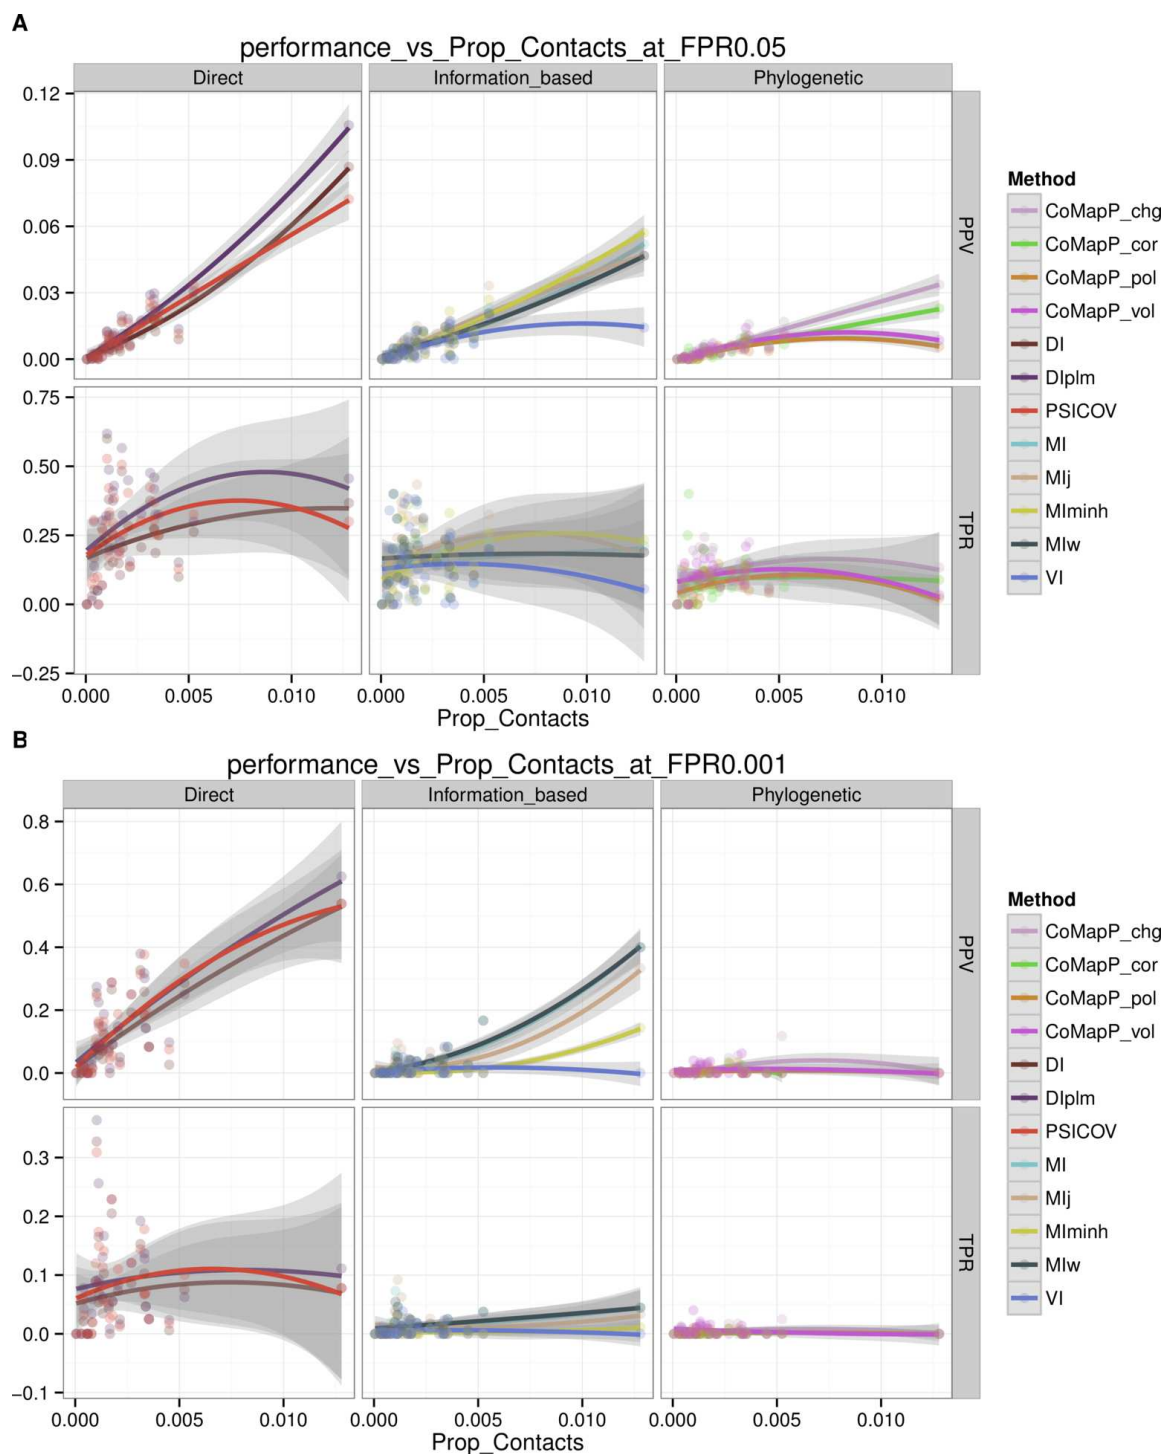 A
performance_vs_Prop_Contacts_at_FPR0.05
Direct Information_based Phylogenetic
0.12
0.09
0.06
0.03
0.00
PPV
0.75
0.50
0.25
0.00
−0.25
TPR
0.000 0.005 0.010 0.000 0.005 0.010 0.000 0.005 0.010
Prop_Contacts
Method
CoMapP_chg
CoMapP_cor
CoMapP_pol
CoMapP_vol
DI
DIplm
PSICOV
MI
MIj
MIminh
MIw
VI
B
performance_vs_Prop_Contacts_at_FPR0.001
Direct Information_based Phylogenetic
0.8
0.6
0.4
0.2
0.0
PPV
0.3
0.2
0.1
0.0
−0.1
TPR
0.000 0.005 0.010 0.000 0.005 0.010 0.000 0.005 0.010
Prop_Contacts
Method
CoMapP_chg
CoMapP_cor
CoMapP_pol
CoMapP_vol
DI
DIplm
PSICOV
MI
MIj
MIminh
MIw
VI